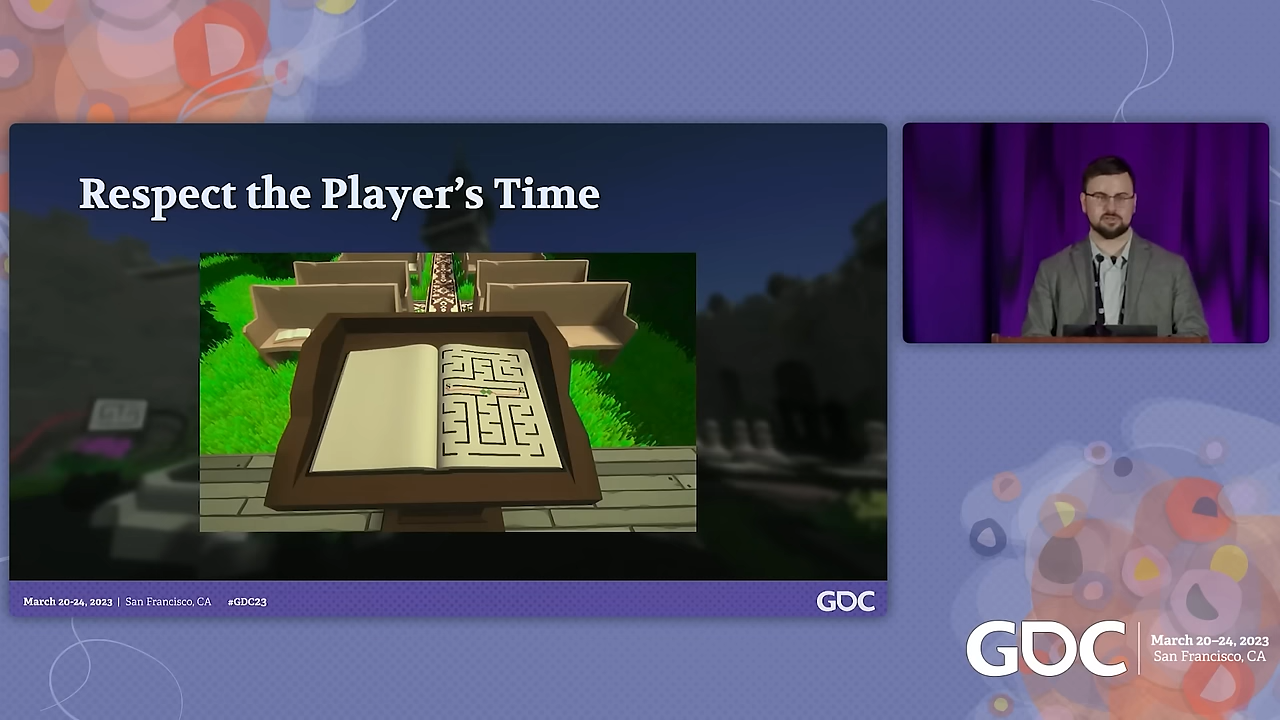 Respect the Player's Time
March 20-24, 2023 | San Francisco, CA #GDC23
GDC
GDC
March 20–24, 2023
San Francisco, CA